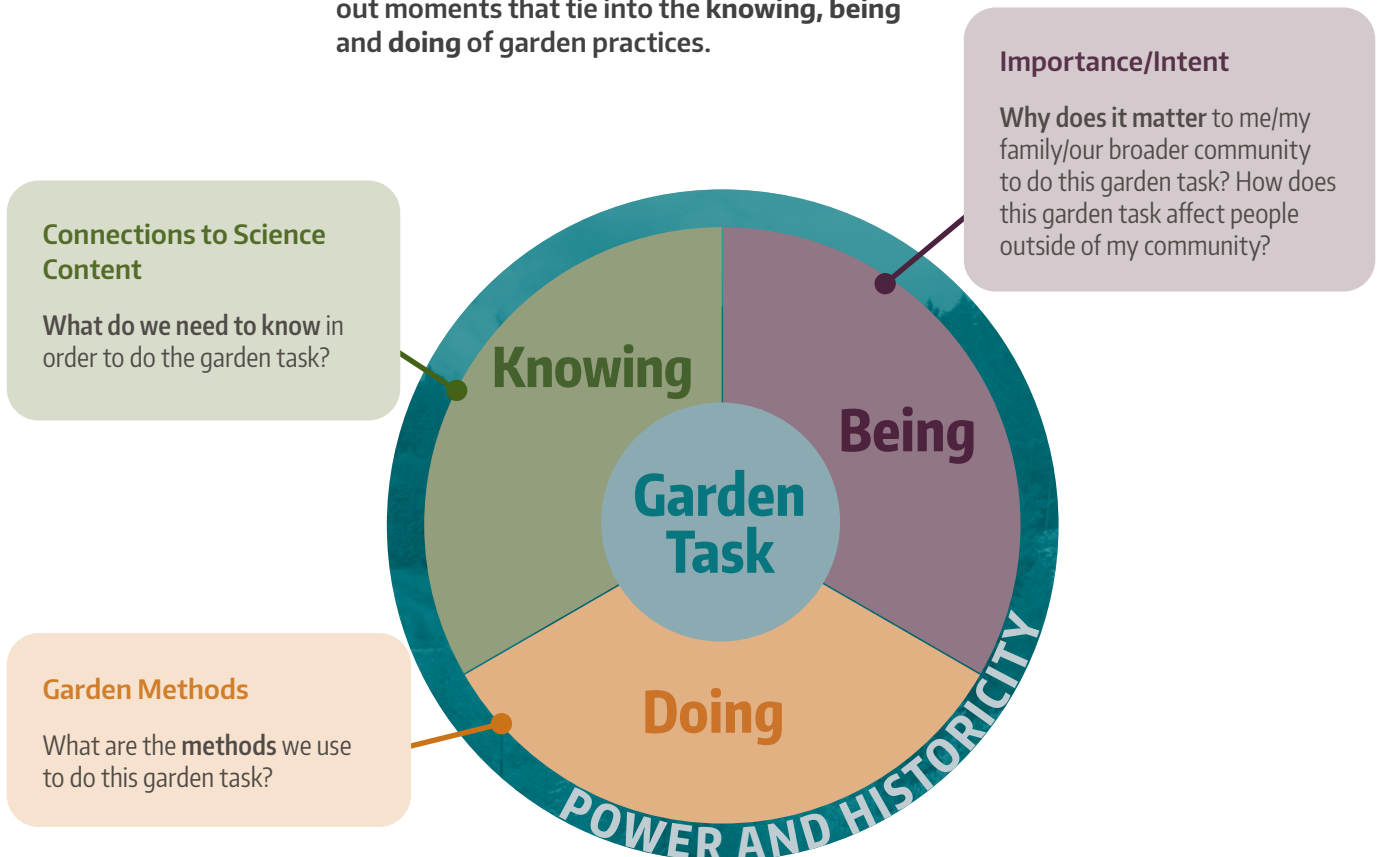 out moments that tie into the knowing, being
and doing of garden practices.
Importance/Intent
Why does it matter to me/my
family/our broader community
to do this garden task? How does
this garden task affect people
outside of my community?
Connections to Science
Content
What do we need to know in
order to do the garden task?
Knowing
Being
Garden
Task
Garden Methods
What are the methods we use
to do this garden task?
Doing
POWER AND HISTORICITY